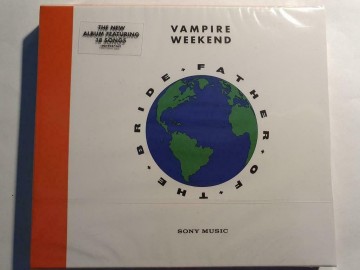 THE NEW
ALBUM FEATURING
18 SONGS
VAMPIRE
WEEKEND
FATHER • OF • THE • BRIDE •
SONY MUSIC